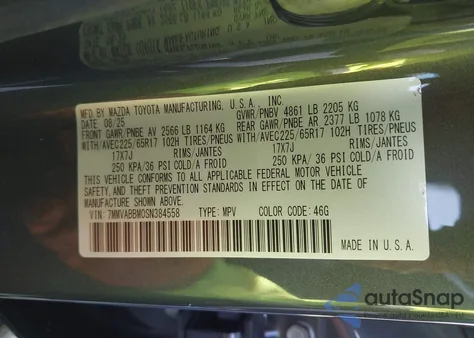 MFD. BY MAZDA TOYOTA MANUFACTURING, U.S.A., INC.
DATE 08/25 GVWR/PNBV 4861 LB 2205 KG
FRONT GAWR/PNBE AV 2566 LB 1164 KG REAR GAWR/PNBE AR 2377 LB 1078 KG
WITH/AVEC225/65R17 102H TIRES/PNEUS WITH/AVEC225/65R17 102H TIRES/PNEUS
17X7J RIMS/JANTES 17X7J RIMS/JANTES
250 KPA/36 PSI COLD/A FROID 250 KPA/36 PSI COLD/A FROID
THIS VEHICLE CONFORMS TO ALL APPLICABLE FEDERAL MOTOR VEHICLE
SAFETY, AND THEFT PREVENTION STANDARDS IN EFFECT ON THE DATE OF
MANUFACTURE SHOWN ABOVE.
VIN: 7MMVABBM0SN384558 TYPE: MPV COLOR CODE: 46G
MADE IN U.S.A.
autoSnap